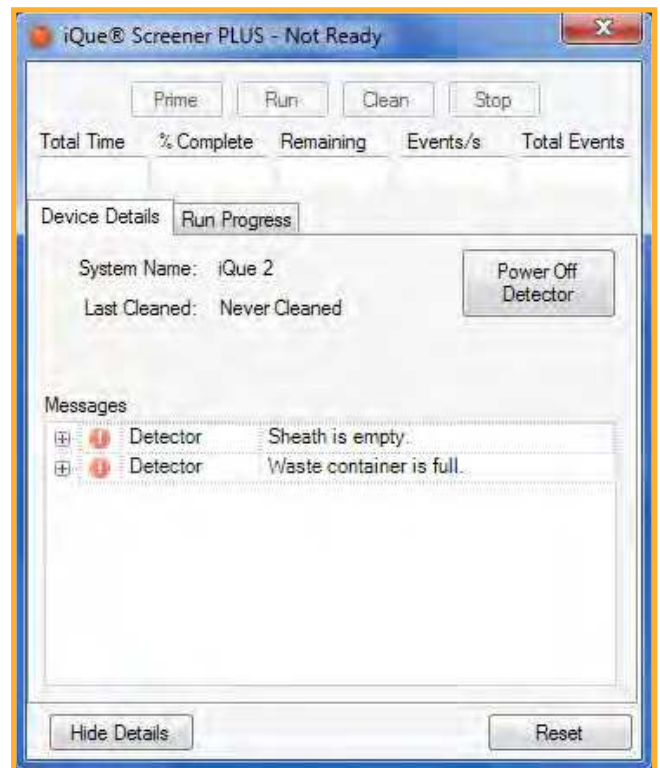 iQue® Screener PLUS - Not Ready
Prime Run Clean Stop
Total Time % Complete Remaining Events/s Total Events
Device Details Run Progress
System Name: iQue 2
Power Off
Detector
Last Cleaned: Never Cleaned
Messages
Detector Sheath is empty.
Detector Waste container is full.
Hide Details Reset